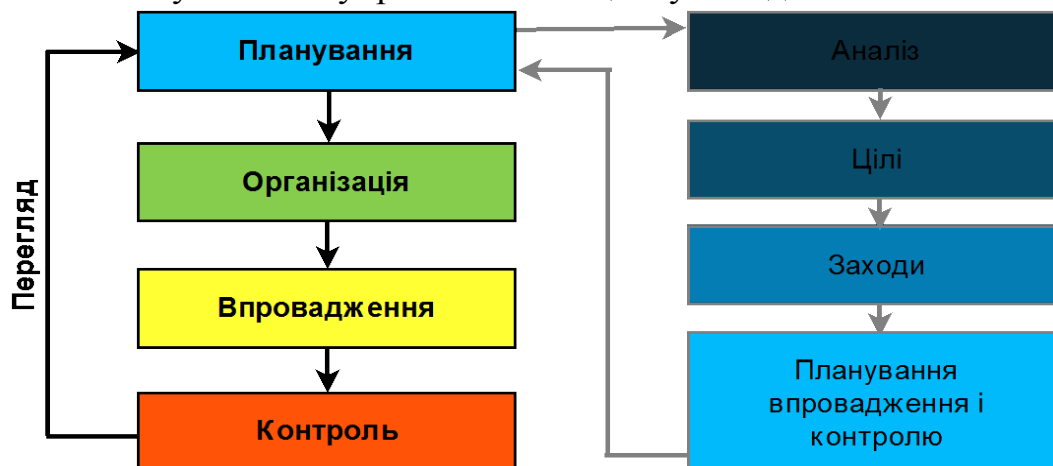 Планування
Організація
Впровадження
Контроль
Перегляд
Аналіз
Цілі
Заходи
Планування
впровадження і
контролю